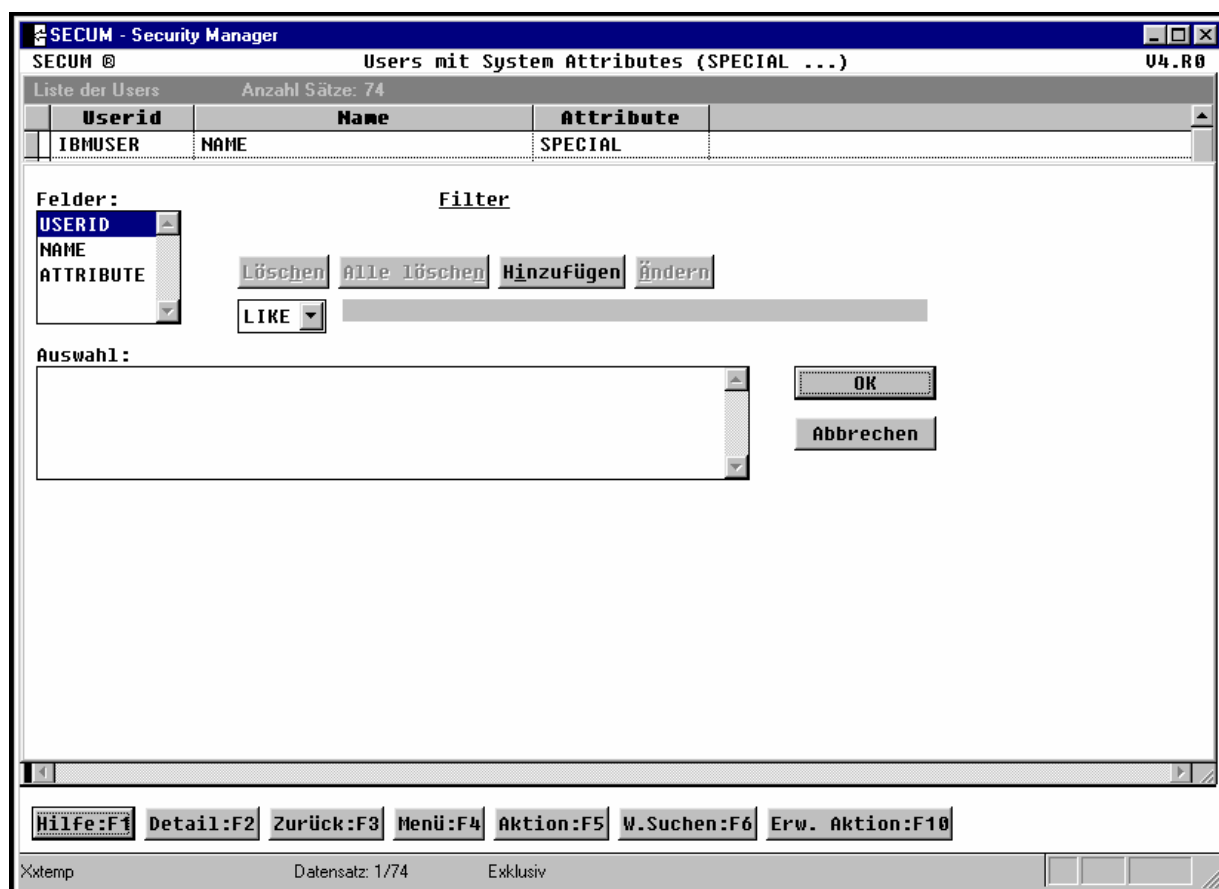 SECUM - Security Manager
SECUM ® Users mit System Attributes (SPECIAL ...) V4.R0
Liste der Users Anzahl Sätze: 74
Userid Name Attribute
IBMUSER NAME SPECIAL
Felder: Filter
USERID
NAME
ATTRIBUTE
Löschen Alle löschen Hinzufügen Ändern
LIKE
Auswahl:
OK
Abbrechen
Hilfe:F1 Detail:F2 Zurück:F3 Menü:F4 Aktion:F5 W.Suchen:F6 Erw. Aktion:F10
Xxtemp Datensatz: 1/74 Exklusiv